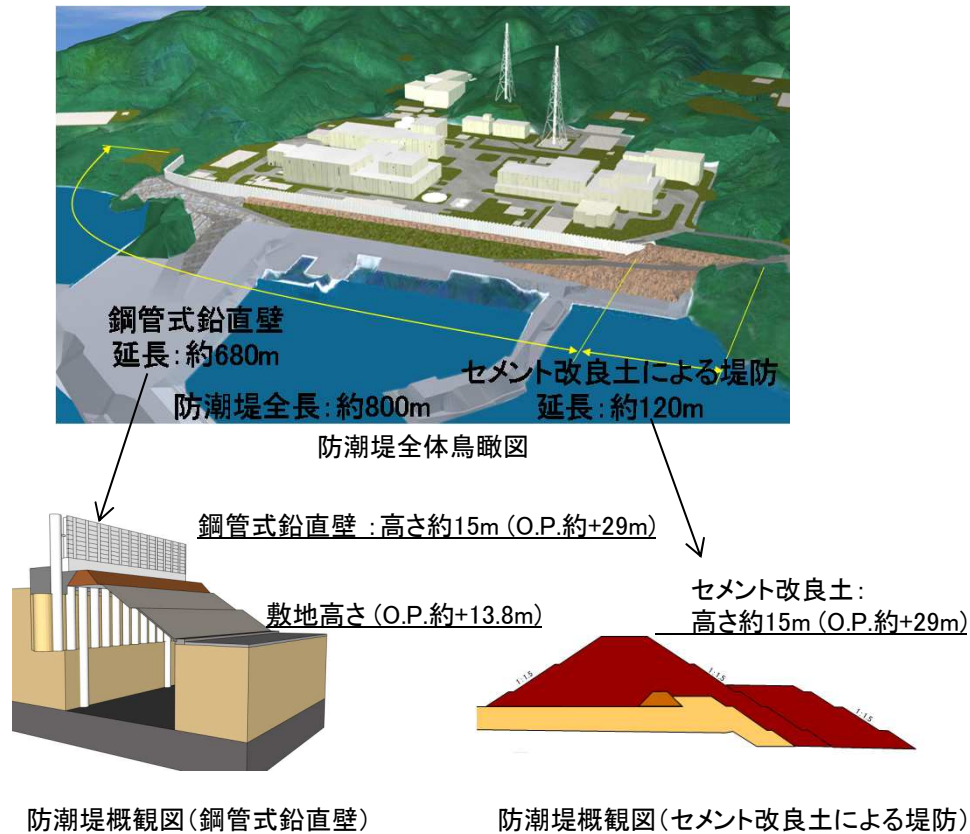 鋼管式鉛直壁
延長：約680m
防潮堤全長：約800m
セメント改良土による堤防
延長：約120m
防潮堤全体鳥瞰図
鋼管式鉛直壁 ：高さ約15m (O.P.約+29m)
敷地高さ (O.P.約+13.8m)
セメント改良土：
高さ約15m (O.P.約+29m)
1:1.5
1:1.5
1:1.5
防潮堤概観図（鋼管式鉛直壁）
防潮堤概観図（セメント改良土による堤防）